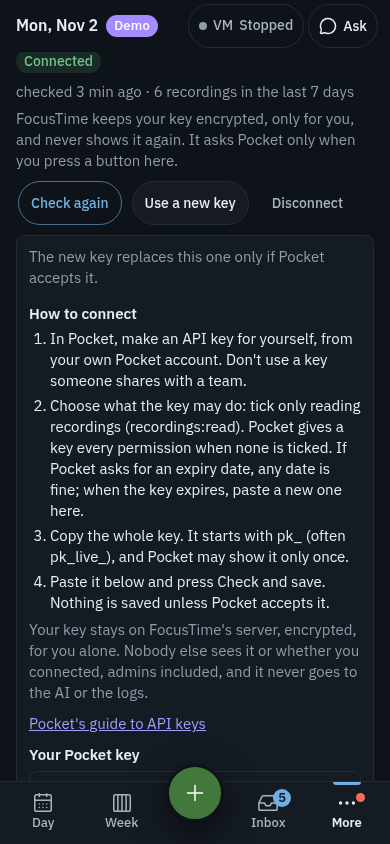 Mon, Nov 2 Demo VM Stopped Ask
Connected
checked 3 min ago · 6 recordings in the last 7 days
FocusTime keeps your key encrypted, only for you,
and never shows it again. It asks Pocket only when
you press a button here.
Check again Use a new key Disconnect
The new key replaces this one only if Pocket
accepts it.
How to connect
1. In Pocket, make an API key for yourself, from
your own Pocket account. Don't use a key
someone shares with a team.
2. Choose what the key may do: tick only reading
recordings (recordings:read). Pocket gives a
key every permission when none is ticked. If
Pocket asks for an expiry date, any date is
fine; when the key expires, paste a new one
here.
3. Copy the whole key. It starts with pk_ (often
pk_live_), and Pocket may show it only once.
4. Paste it below and press Check and save.
Nothing is saved unless Pocket accepts it.
Your key stays on FocusTime's server, encrypted,
for you alone. Nobody else sees it or whether you
connected, admins included, and it never goes to
the AI or the logs.
Pocket's guide to API keys
Your Pocket key
5
Day Week Inbox More